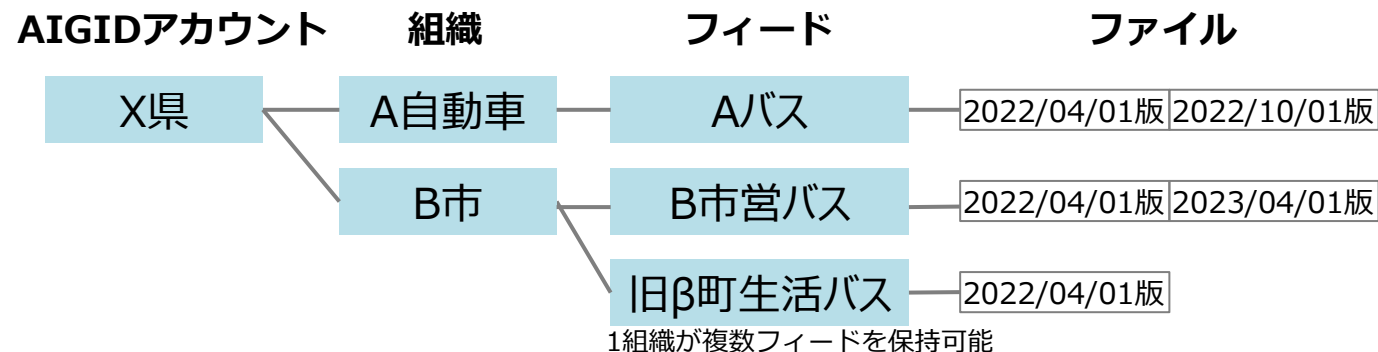 AIGIDアカウント 組織 フィード ファイル
X県 A自動車 Aバス 2022/04/01版 2022/10/01版
B市 B市営バス 2022/04/01版 2023/04/01版
旧β町生活バス 2022/04/01版
1組織が複数フィードを保持可能